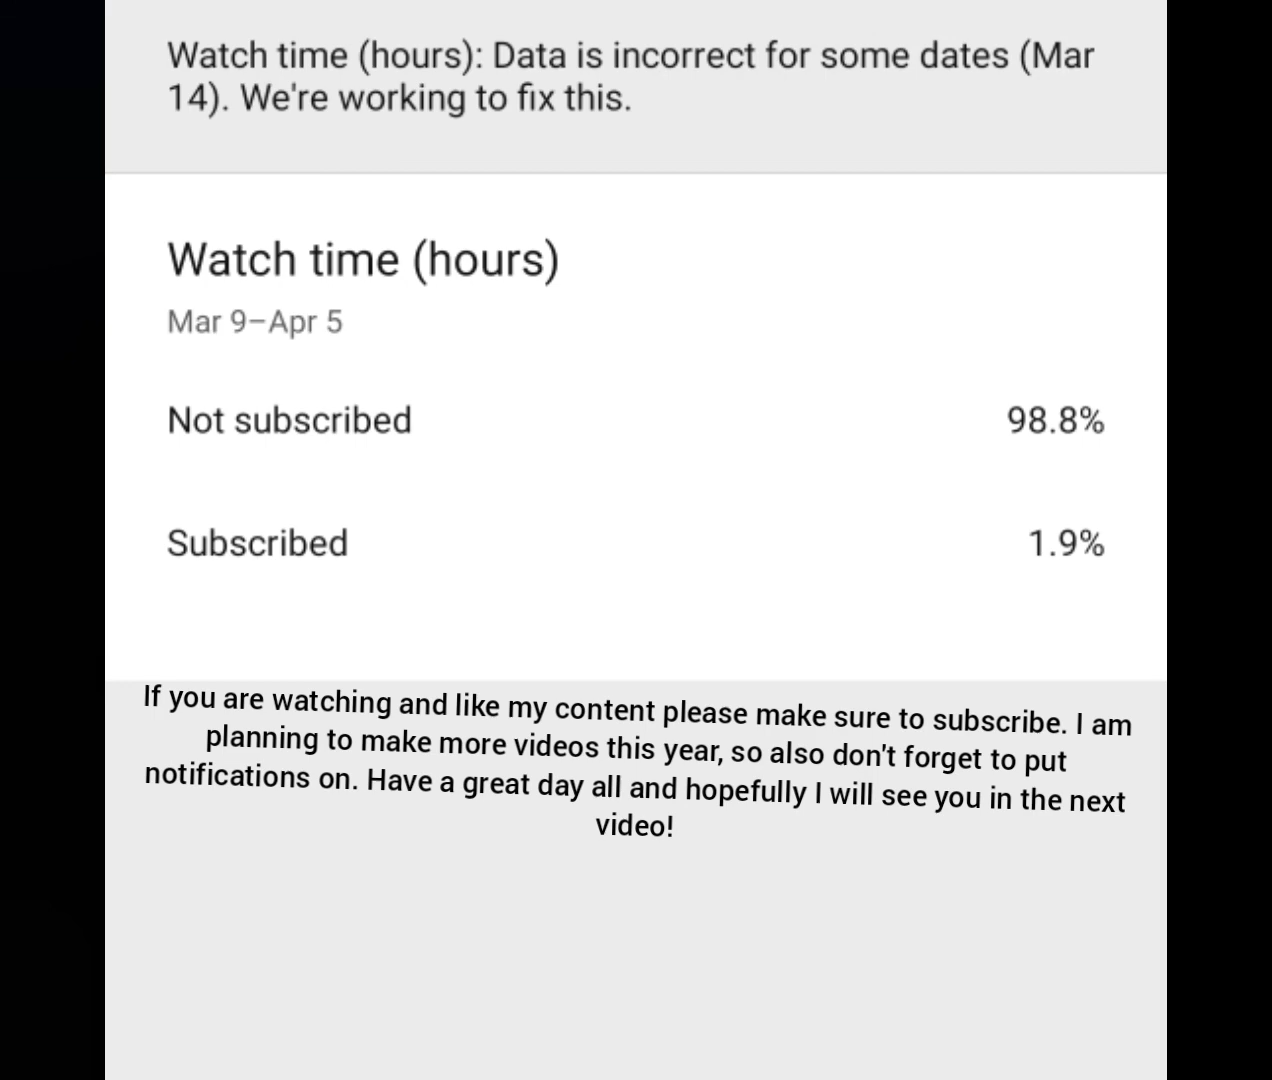 Watch time (hours): Data is incorrect for some dates (Mar
14). We're working to fix this.
Watch time (hours)
Mar 9–Apr 5
Not subscribed 98.8%
Subscribed 1.9%
If you are watching and like my content please make sure to subscribe. I am
planning to make more videos this year, so also don't forget to put
notifications on. Have a great day all and hopefully I will see you in the next
video!